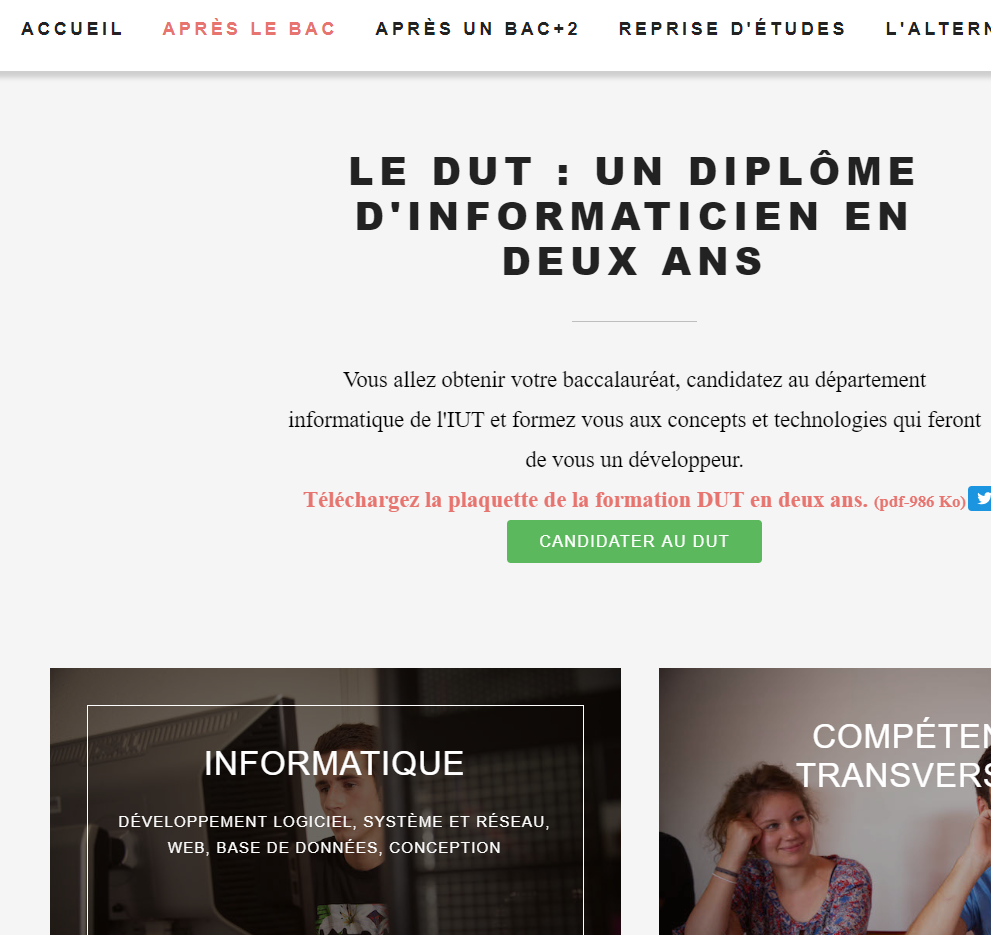 ACCUEIL APRÈS LE BAC APRÈS UN BAC+2 REPRISE D'ÉTUDES L'ALTERN
LE DUT : UN DIPLÔME
D'INFORMATICIEN EN
DEUX ANS
Vous allez obtenir votre baccalauréat, candidatez au département
informatique de l'IUT et formez vous aux concepts et technologies qui feront
de vous un développeur.
Téléchargez la plaquette de la formation DUT en deux ans. (pdf-986 Ko)
CANDIDATER AU DUT
INFORMATIQUE
DÉVELOPPEMENT LOGICIEL, SYSTÈME ET RÉSEAU,
WEB, BASE DE DONNÉES, CONCEPTION
COMPÉTEN
TRANSVERS